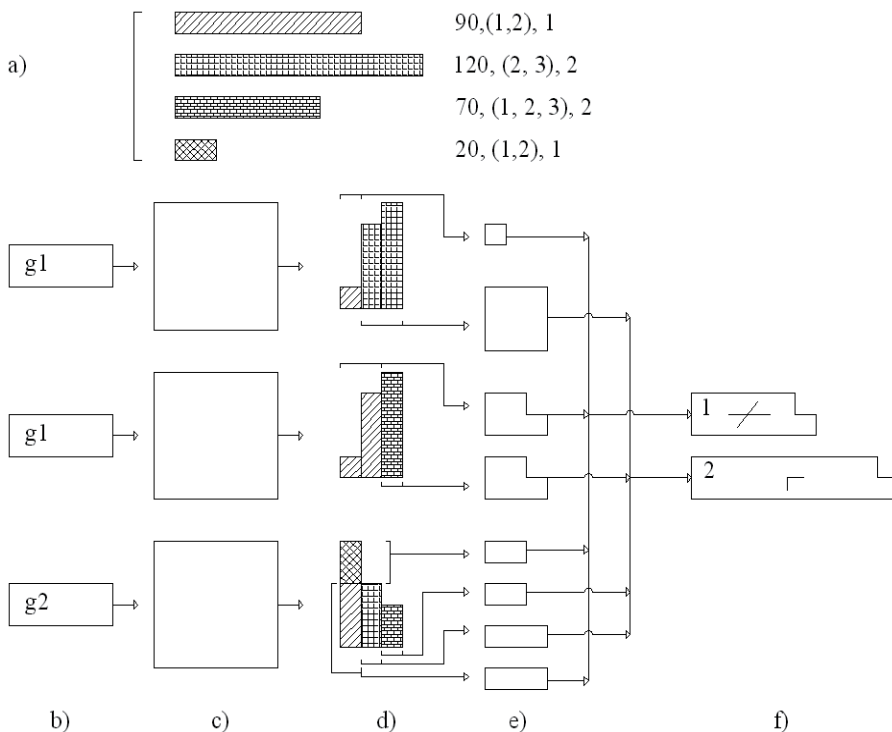 90,(1,2), 1
a)
120, (2, 3), 2
70, (1, 2, 3), 2
20, (1,2), 1
g1
g1
1
2
g2
b) c) d) e) f)